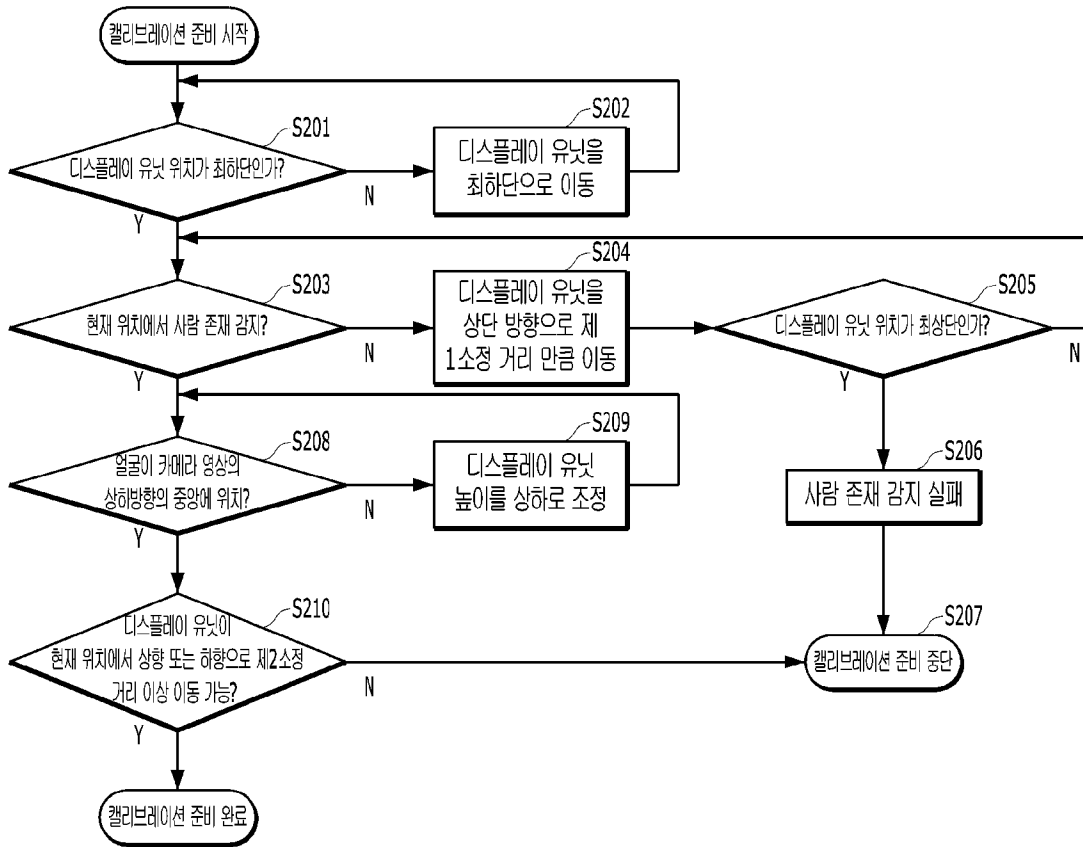 캘리브레이션 준비 시작
S201
디스플레이 유닛 위치가 최하단인가?
N
Y
S202
디스플레이 유닛을
최하단으로 이동
S203
현재 위치에서 사람 존재 감지?
N
Y
S204
디스플레이 유닛을
상단 방향으로 제
1소정 거리 만큼 이동
S205
디스플레이 유닛 위치가 최상단인가?
N
Y
S208
얼굴이 카메라 영상의
상하방향의 중앙에 위치?
N
Y
S209
디스플레이 유닛
높이를 상하로 조정
S206
사람 존재 감지 실패
S210
디스플레이 유닛이
현재 위치에서 상향 또는 하향으로 제2소정
거리 이상 이동 가능?
N
Y
S207
캘리브레이션 준비 중단
캘리브레이션 준비 완료